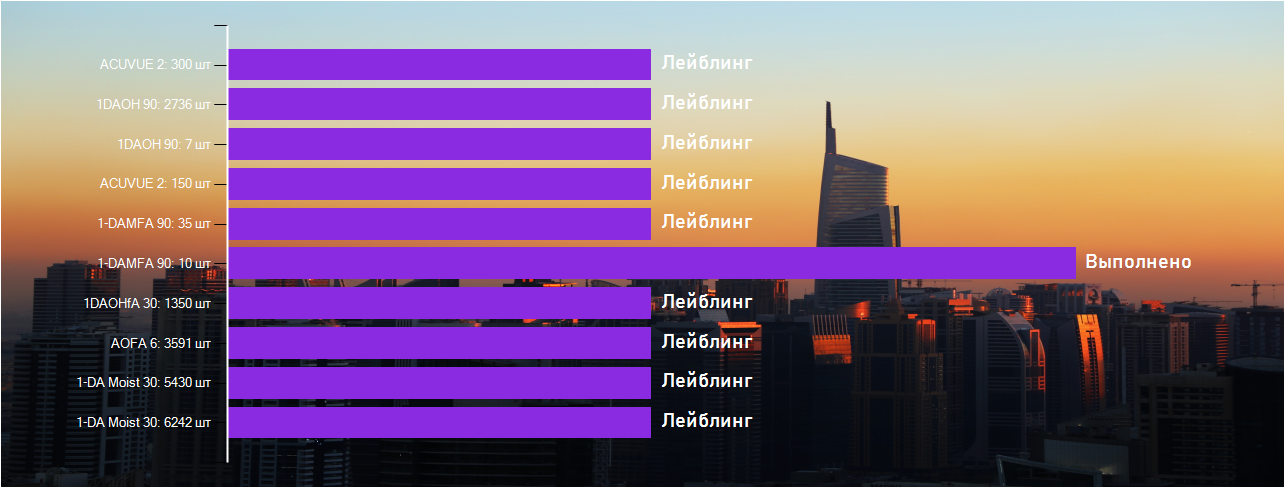 ACUVUE 2: 300 шт Лейблинг
1DAOH 90: 2736 шт Лейблинг
1DAOH 90: 7 шт Лейблинг
ACUVUE 2: 150 шт Лейблинг
1-DAMFA 90: 35 шт Лейблинг
1-DAMFA 90: 10 шт Выполнено
1DAOHfA 30: 1350 шт Лейблинг
AOFA 6: 3591 шт Лейблинг
1-DA Moist 30: 5430 шт Лейблинг
1-DA Moist 30: 6242 шт Лейблинг